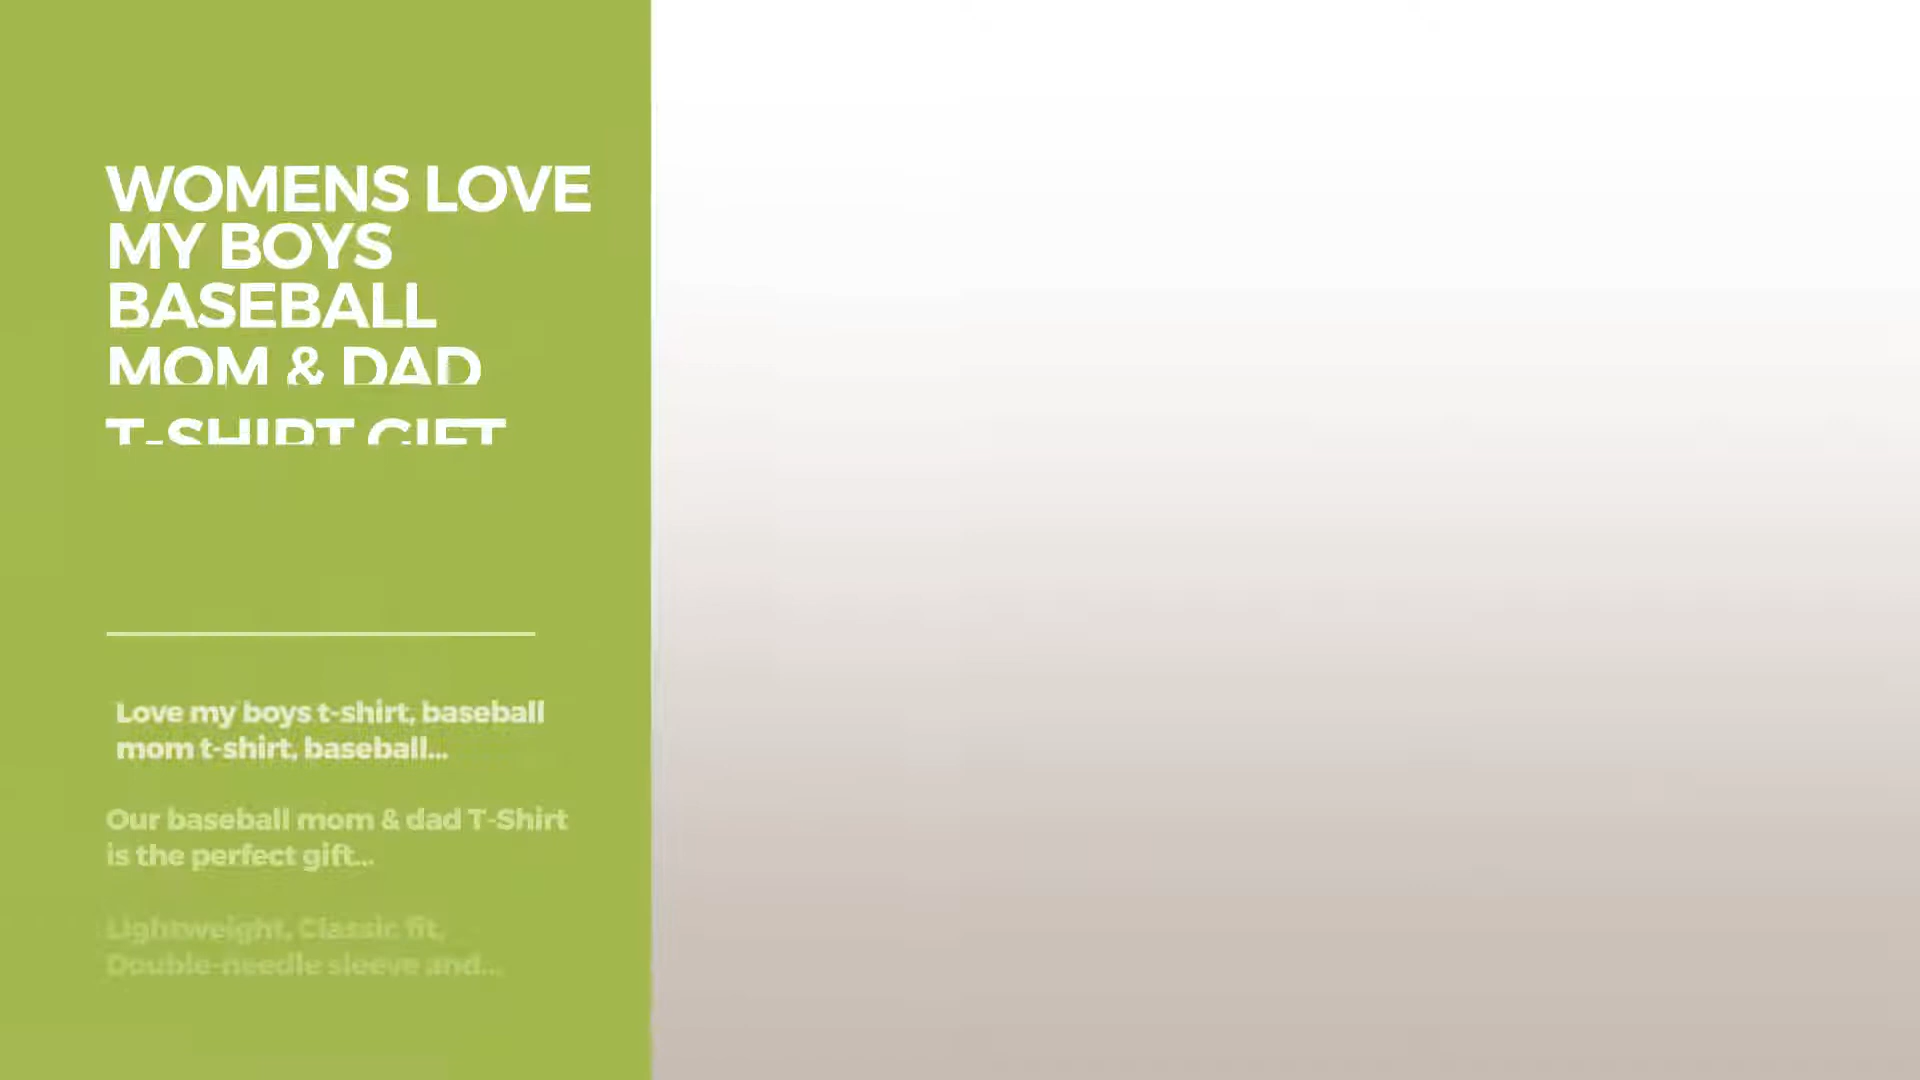 WOMENS LOVE
MY BOYS
BASEBALL
MOM & DAD
T-SHIRT GIFT
Love my boys t-shirt, baseball
mom t-shirt, baseball...
Our baseball mom & dad T-Shirt
is the perfect gift...
Lightweight, Classic fit,
Double-needle sleeve and...